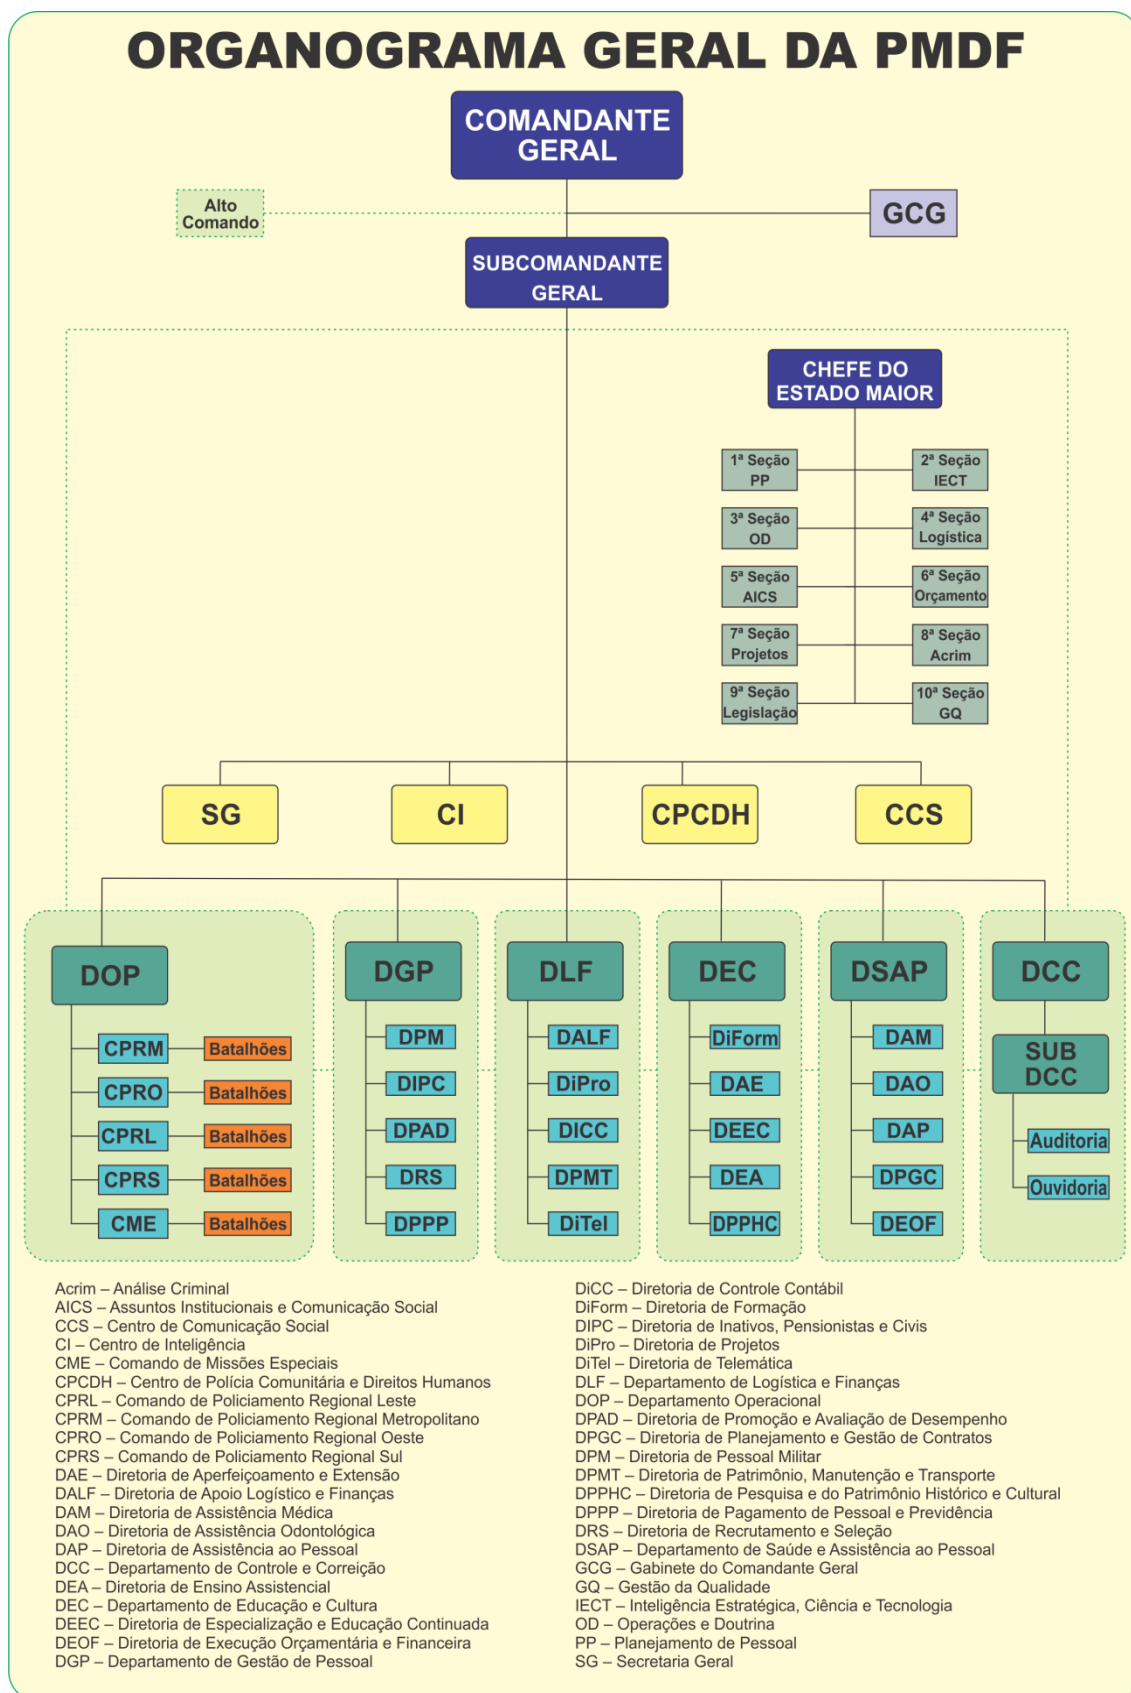 ORGANOGRAMA GERAL DA PMDF
COMANDANTE
GERAL
Alto
Comando
GCG
SUBCOMANDANTE
GERAL
CHEFE DO
ESTADO MAIOR
1ª Seção
PP
2ª Seção
IECT
3ª Seção
OD
4ª Seção
Logística
5ª Seção
AICS
6ª Seção
Orçamento
7ª Seção
Projetos
8ª Seção
Acrim
9ª Seção
Legislação
10ª Seção
GQ
SG
CI
CPCDH
CCS
DOP
CPRM
Batalhões
CPRO
Batalhões
CPRL
Batalhões
CPRS
Batalhões
CME
Batalhões
DGP
DPM
DIPC
DPAD
DRS
DPPP
DLF
DALF
DiPro
DICC
DPMT
DiTel
DEC
DiForm
DAE
DEEC
DEA
DPPHC
DSAP
DAM
DAO
DAP
DPGC
DEOF
DCC
SUB
DCC
Auditoria
Ouvidoria
Acrim – Análise Criminal
AICS – Assuntos Institucionais e Comunicação Social
CCS – Centro de Comunicação Social
CI – Centro de Inteligência
CME – Comando de Missões Especiais
CPCDH – Centro de Polícia Comunitária e Direitos Humanos
CPRL – Comando de Policiamento Regional Leste
CPRM – Comando de Policiamento Regional Metropolitano
CPRO – Comando de Policiamento Regional Oeste
CPRS – Comando de Policiamento Regional Sul
DAE – Diretoria de Aperfeiçoamento e Extensão
DALF – Diretoria de Apoio Logístico e Finanças
DAM – Diretoria de Assistência Médica
DAO – Diretoria de Assistência Odontológica
DAP – Diretoria de Assistência ao Pessoal
DCC – Departamento de Controle e Correição
DEA – Diretoria de Ensino Assistencial
DEC – Departamento de Educação e Cultura
DEEC – Diretoria de Especialização e Educação Continuada
DEOF – Diretoria de Execução Orçamentária e Financeira
DGP – Departamento de Gestão de Pessoal
DiCC – Diretoria de Controle Contábil
DiForm – Diretoria de Formação
DIPC – Diretoria de Inativos, Pensionistas e Civis
DiPro – Diretoria de Projetos
DiTel – Diretoria de Telemática
DLF – Departamento de Logística e Finanças
DOP – Departamento Operacional
DPAD – Diretoria de Promoção e Avaliação de Desempenho
DPGC – Diretoria de Planejamento e Gestão de Contratos
DPM – Diretoria de Pessoal Militar
DPMT – Diretoria de Patrimônio, Manutenção e Transporte
DPPHC – Diretoria de Pesquisa e do Patrimônio Histórico e Cultural
DPPP – Diretoria de Pagamento de Pessoal e Previdência
DRS – Diretoria de Recrutamento e Seleção
DSAP – Departamento de Saúde e Assistência ao Pessoal
GCG – Gabinete do Comandante Geral
GQ – Gestão da Qualidade
IECT – Inteligência Estratégica, Ciência e Tecnologia
OD – Operações e Doutrina
PP – Planejamento de Pessoal
SG – Secretaria Geral